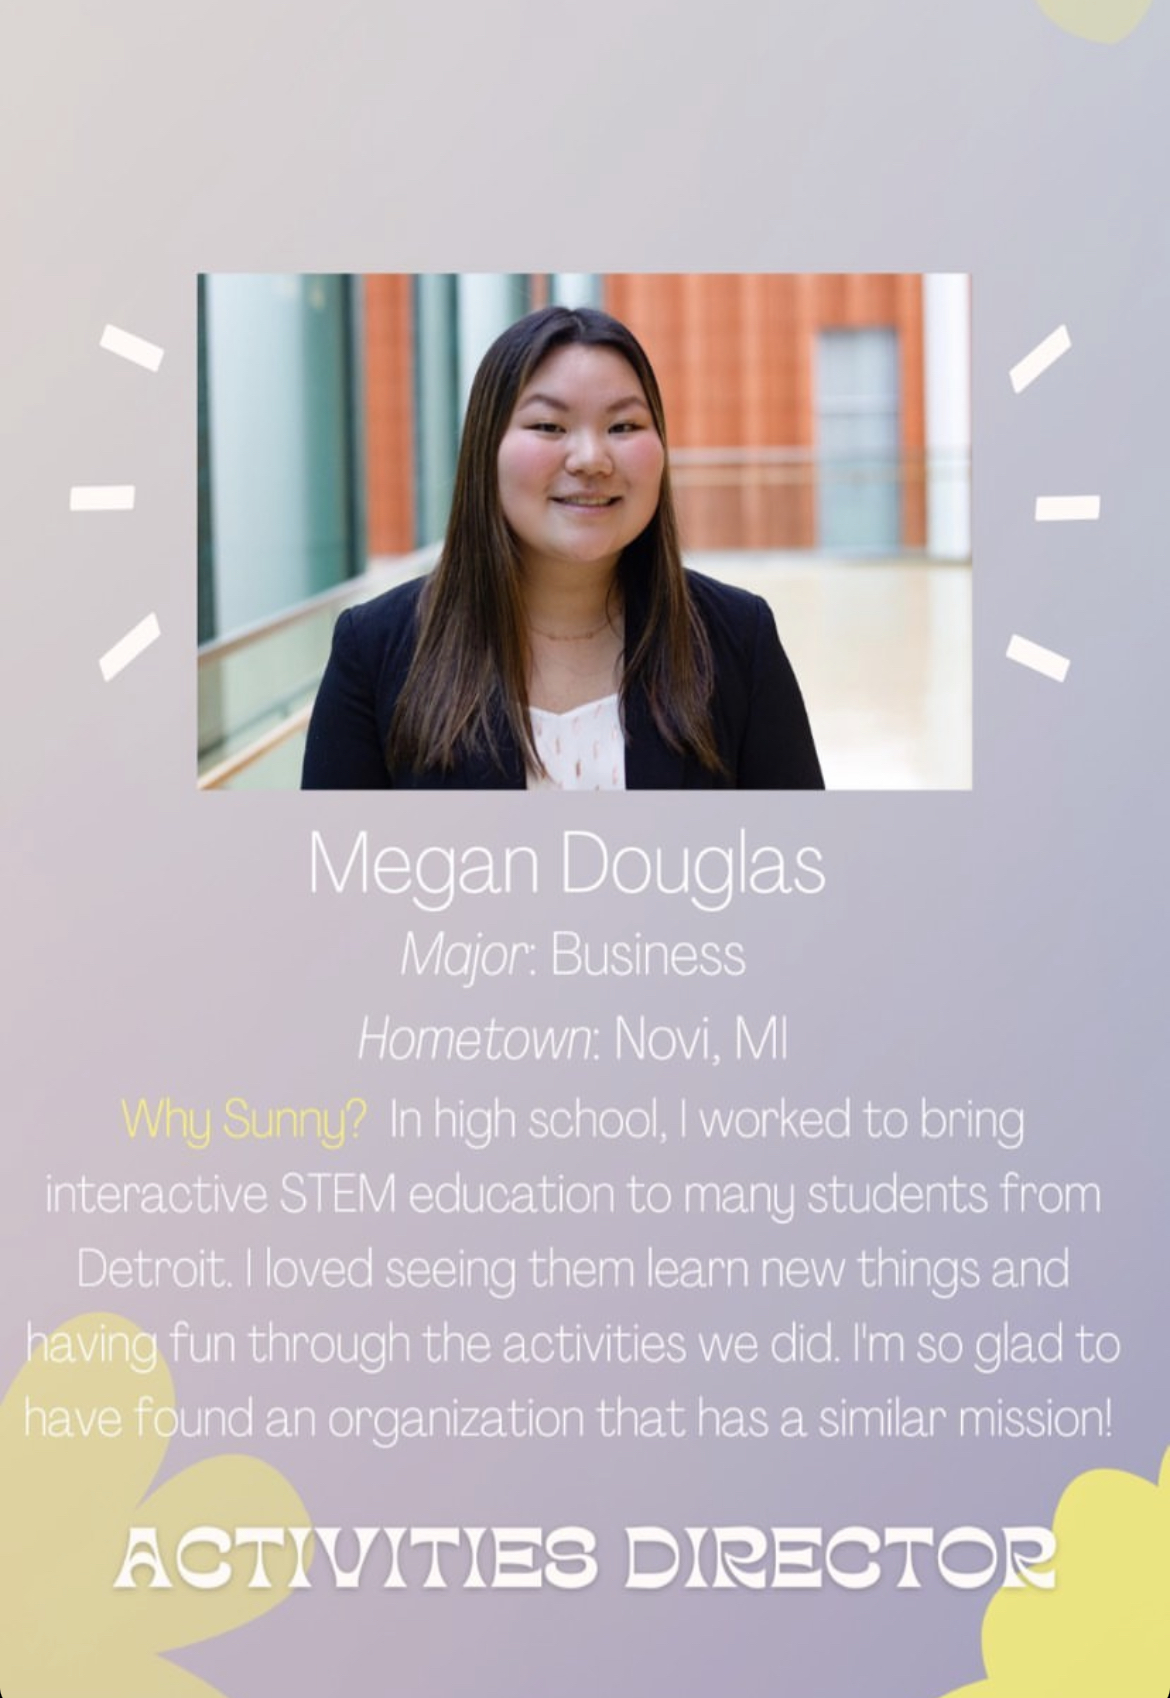 Megan Douglas
Major: Business
Hometown: Novi, MI
Why Sunny? In high school, I worked to bring
interactive STEM education to many students from
Detroit. I loved seeing them learn new things and
having fun through the activities we did. I'm so glad to
have found an organization that has a similar mission!
ACTIVITIES DIRECTOR